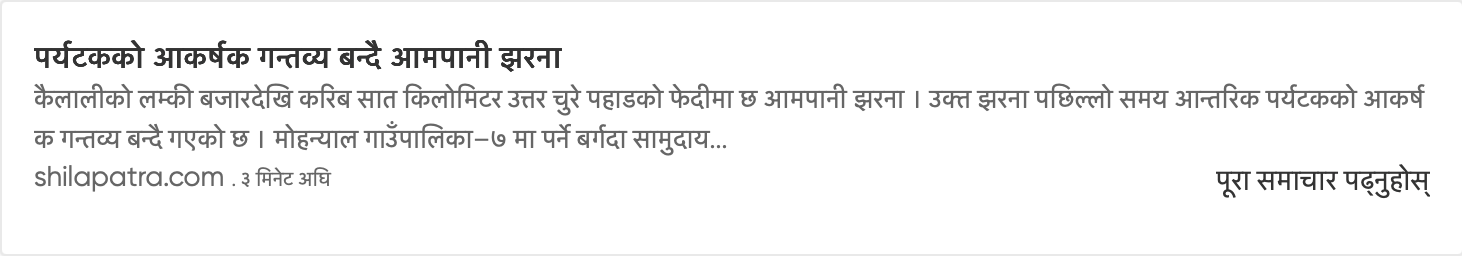 पर्यटकको आकर्षक गन्तव्य बन्दै आमपानी झरना
कैलालीको लम्की बजारदेखि करिब सात किलोमिटर उत्तर चुरे पहाडको फेदीमा छ आमपानी झरना । उक्त झरना पछिल्लो समय आन्तरिक पर्यटकको आकर्ष
क गन्तव्य बन्दै गएको छ । मोहन्याल गाउँपालिका–७ मा पर्ने बर्गदा सामुदाय...
shilapatra.com . ३ मिनेट अघि
पूरा समाचार पढ्नुहोस्